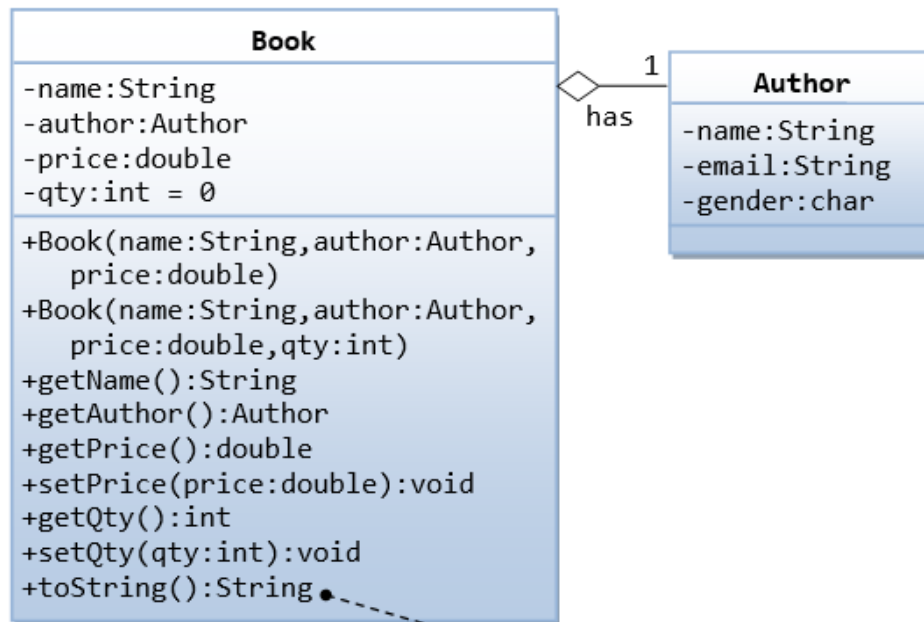 Book
-name:String
-author:Author
-price:double
-qty:int = 0
+Book(name:String,author:Author,
price:double)
+Book(name:String,author:Author,
price:double,qty:int)
+getName():String
+getAuthor():Author
+getPrice():double
+setPrice(price:double):void
+getQty():int
+setQty(qty:int):void
+toString():String
1
has
Author
-name:String
-email:String
-gender:char